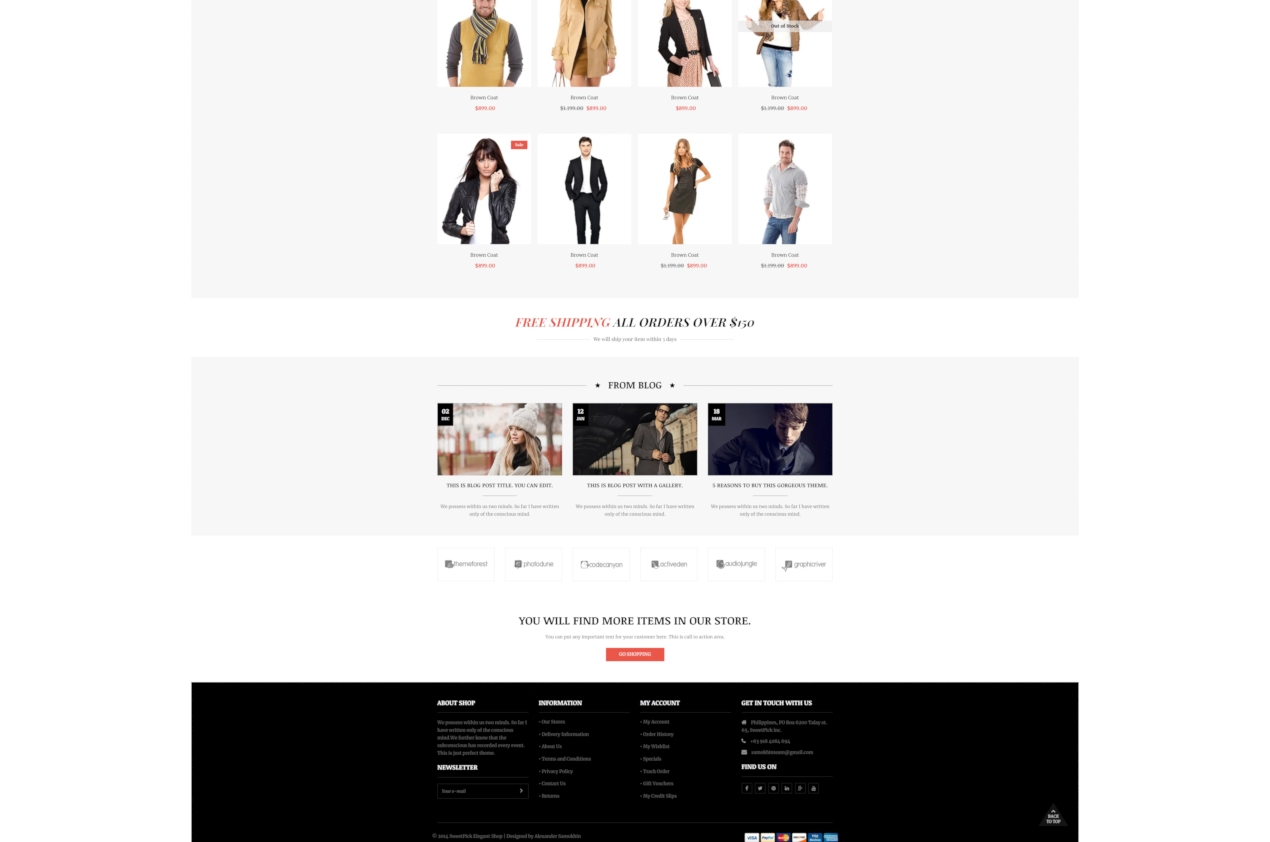 Out of Stock
Brown Coat
$899.00
Brown Coat
$1,199.00 $899.00
Brown Coat
$899.00
Brown Coat
$1,199.00 $899.00
Sale
Brown Coat
$899.00
Brown Coat
$899.00
Brown Coat
$1,199.00 $899.00
Brown Coat
$1,199.00 $899.00
FREE SHIPPING ALL ORDERS OVER $150
We will ship your item within 3 days
★ FROM BLOG ★
02
DEC
THIS IS BLOG POST TITLE. YOU CAN EDIT.
We possess within us two minds. So far I have written
only of the conscious mind.
12
JAN
THIS IS BLOG POST WITH A GALLERY.
We possess within us two minds. So far I have written
only of the conscious mind.
18
MAR
5 REASONS TO BUY THIS GORGEOUS THEME.
We possess within us two minds. So far I have written
only of the conscious mind.
themeforest
photodune
codecanyon
activeden
audiojungle
graphicriver
YOU WILL FIND MORE ITEMS IN OUR STORE.
You can put any important text for your customer here. This is call to action area.
GO SHOPPING
ABOUT SHOP
We possess within us two minds. So far I
have written only of the conscious
mind.We further know that the
subconscious has recorded every event.
This is just perfect theme.
NEWSLETTER
Your e-mail
INFORMATION
• Our Stores
• Delivery Information
• About Us
• Terms and Conditions
• Privacy Policy
• Contact Us
• Returns
MY ACCOUNT
• My Account
• Order History
• My Wishlist
• Specials
• Track Order
• Gift Vouchers
• My Credit Slips
GET IN TOUCH WITH US
Philippines, PO Box 6200 Talay st.
65, SweetPick inc.
+63 918 4084 694
FIND US ON
BACK
TO TOP
© 2014 SweetPick Elegant Shop | Designed by Alexander Samokhin
VISA
PayPal